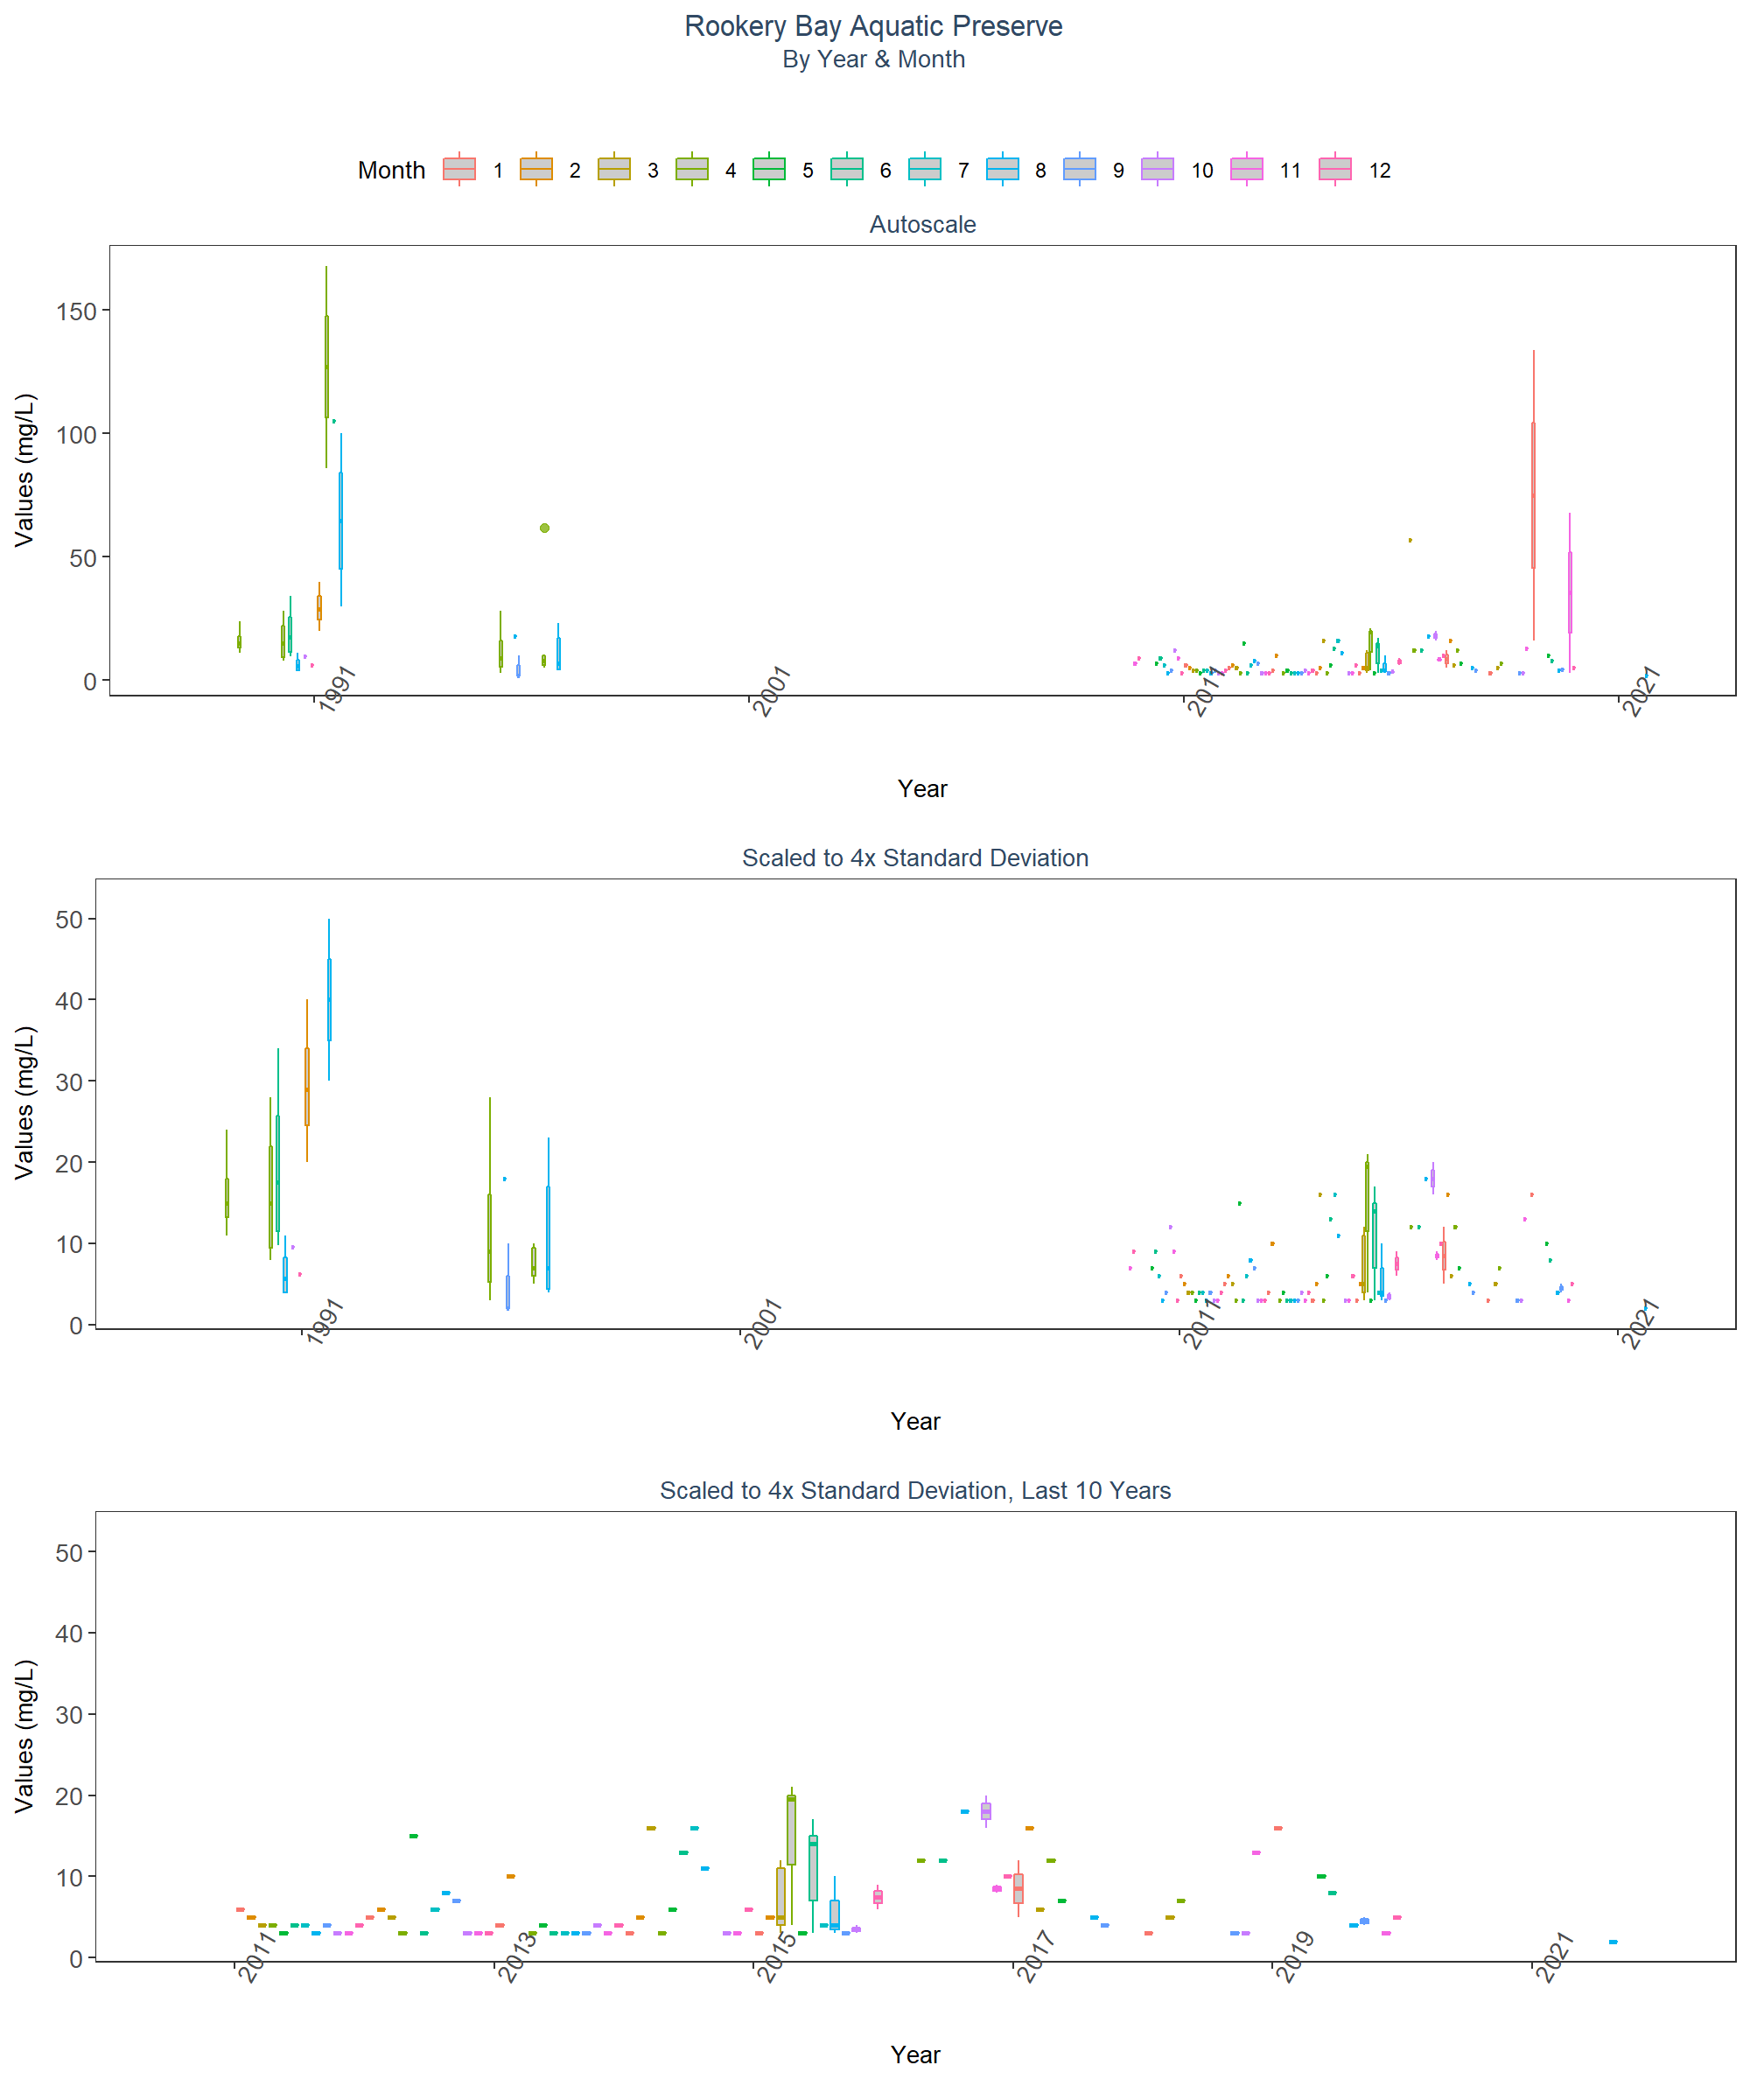 Rookery Bay Aquatic Preserve
By Year & Month
Month 1 2 3 4 5 6 7 8 9 10 11 12
Autoscale
Values (mg/L)
150
100
50
0
1991 2001 2011 2021
Year
Scaled to 4x Standard Deviation
Values (mg/L)
50
40
30
20
10
0
1991 2001 2011 2021
Year
Scaled to 4x Standard Deviation, Last 10 Years
Values (mg/L)
50
40
30
20
10
0
2011 2013 2015 2017 2019 2021
Year